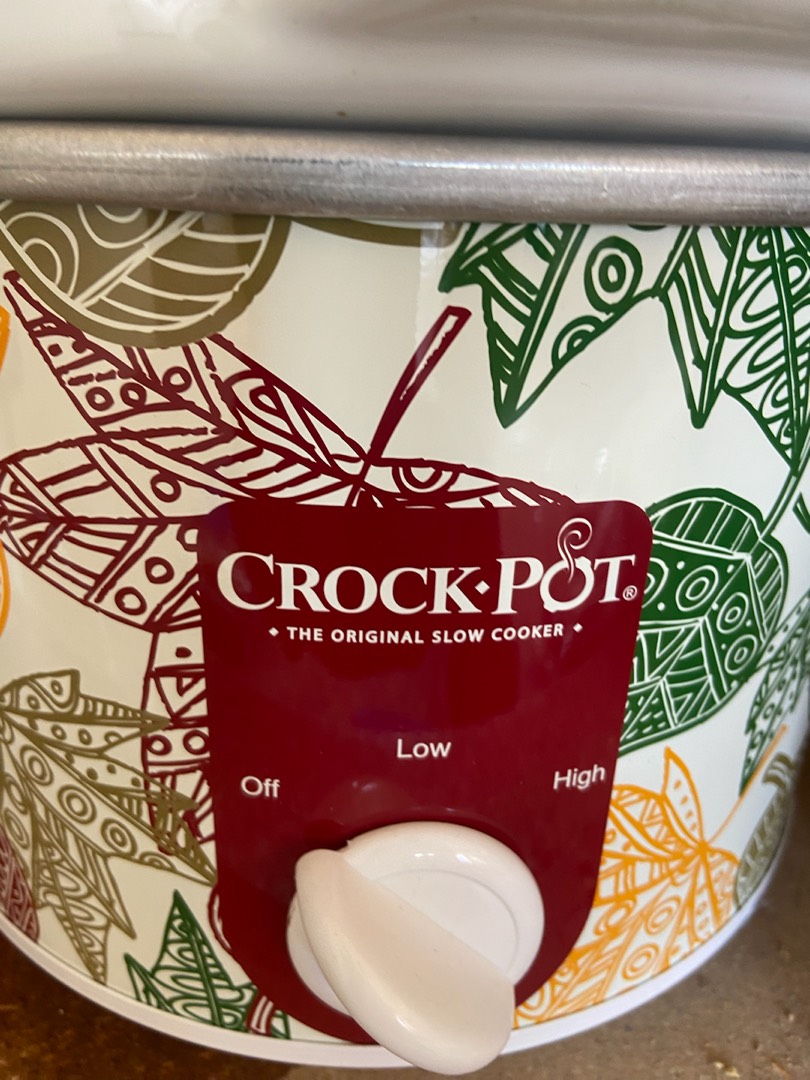 CROCK•POT®
• THE ORIGINAL SLOW COOKER •
Low
Off
High